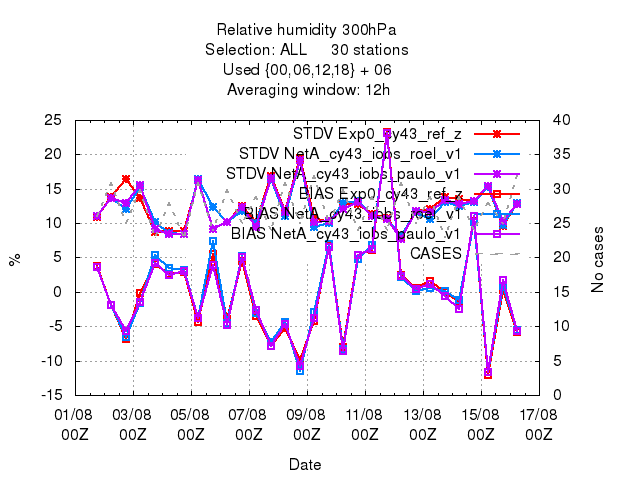 Relative humidity 300hPa
Selection: ALL 30 stations
Used {00,06,12,18} + 06
Averaging window: 12h
STDV Exp0_cy43_ref_z
STDV NetA_cy43_iobs_roel_v1
STDV NetA_cy43_iobs_paulo_v1
BIAS Exp0_cy43_ref_z
BIAS NetA_cy43_iobs_roel_v1
BIAS NetA_cy43_iobs_paulo_v1
CASES
25 40
20 35
15 30
10 25
5 20
0 15
-5 10
-10 5
-15 0
%
No cases
01/08 03/08 05/08 07/08 09/08 11/08 13/08 15/08 17/08
00Z 00Z 00Z 00Z 00Z 00Z 00Z 00Z 00Z
Date